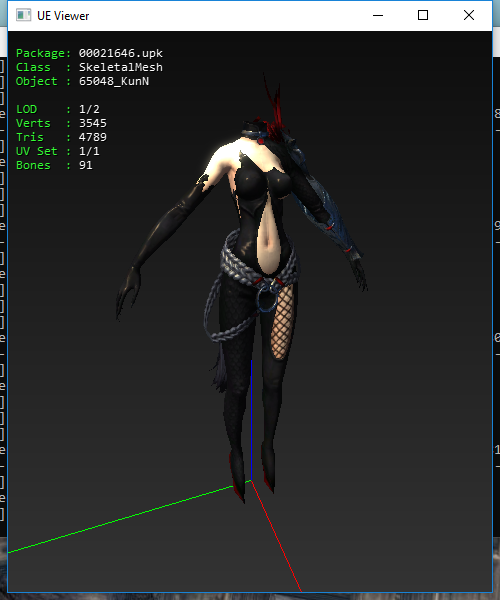 UE Viewer
Package: 00021646.upk
Class  : SkeletalMesh
Object : 65048_KunN
LOD    : 1/2
Verts  : 3545
Tris   : 4789
UV Set : 1/1
Bones  : 91